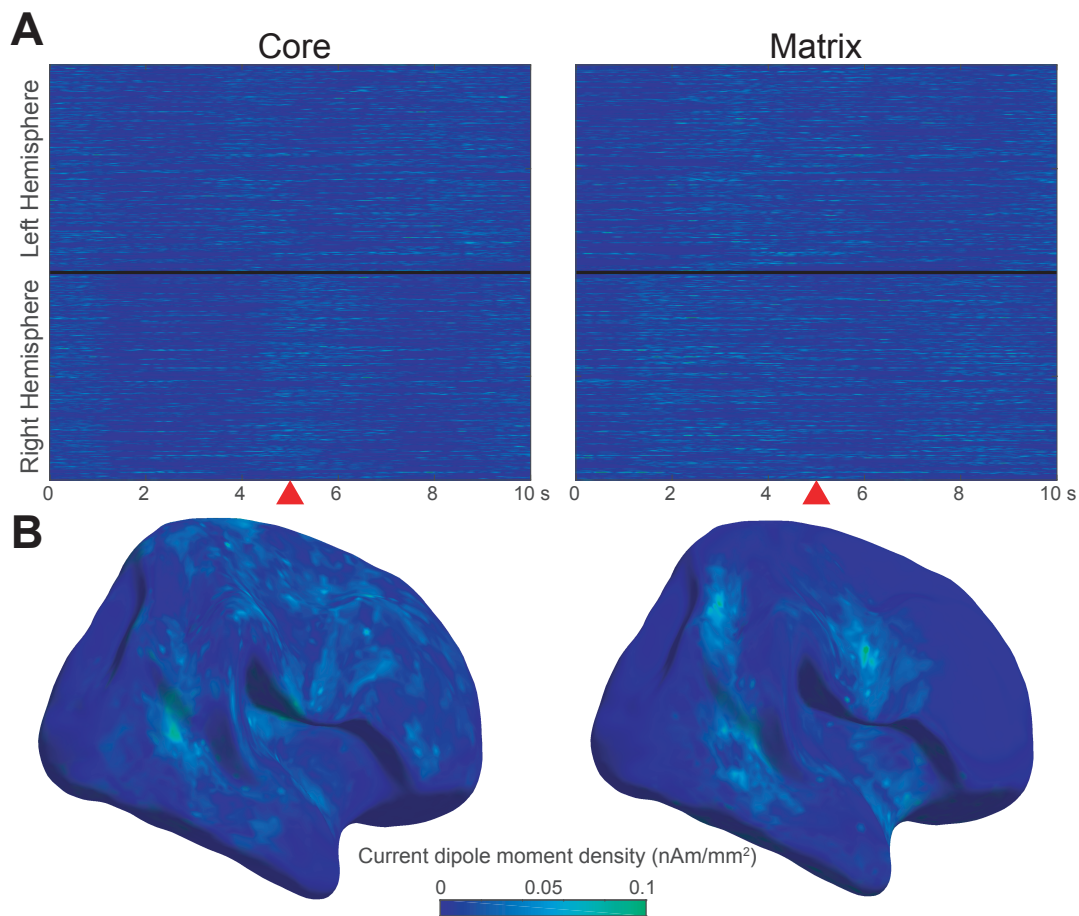 A
Core
Matrix
Left Hemisphere
Right Hemisphere
0 2 4 6 8 10 s
0 2 4 6 8 10 s
B
Current dipole moment density (nAm/mm²)
0 0.05 0.1